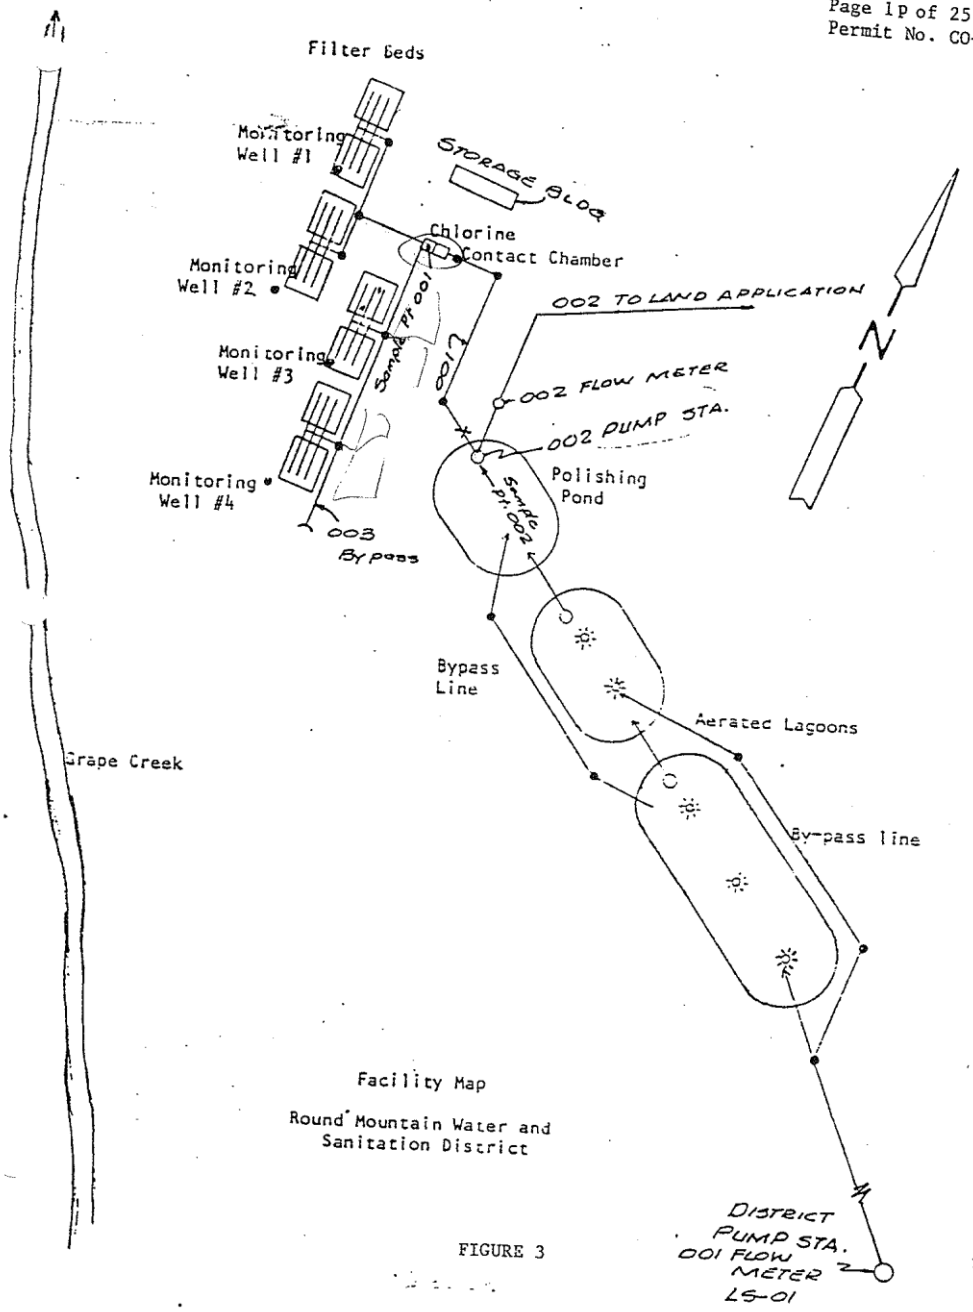 Page 1P of 25
Permit No. CO-
Filter Beds
Monitoring
Well #1
STORAGE BLDG
Chlorine
Contact Chamber
Monitoring
Well #2
Sample Pt. 001
002 TO LAND APPLICATION
Monitoring
Well #3
001
N
002 FLOW METER
002 PUMP STA.
Polishing
Pond
Sample
Pt. 002
Monitoring
Well #4
003
Bypass
Bypass
Line
Aerated Lagoons
Grape Creek
By-pass line
Facility Map
Round Mountain Water and
Sanitation District
DISTRICT
PUMP STA.
001 FLOW
METER
LS-01
FIGURE 3